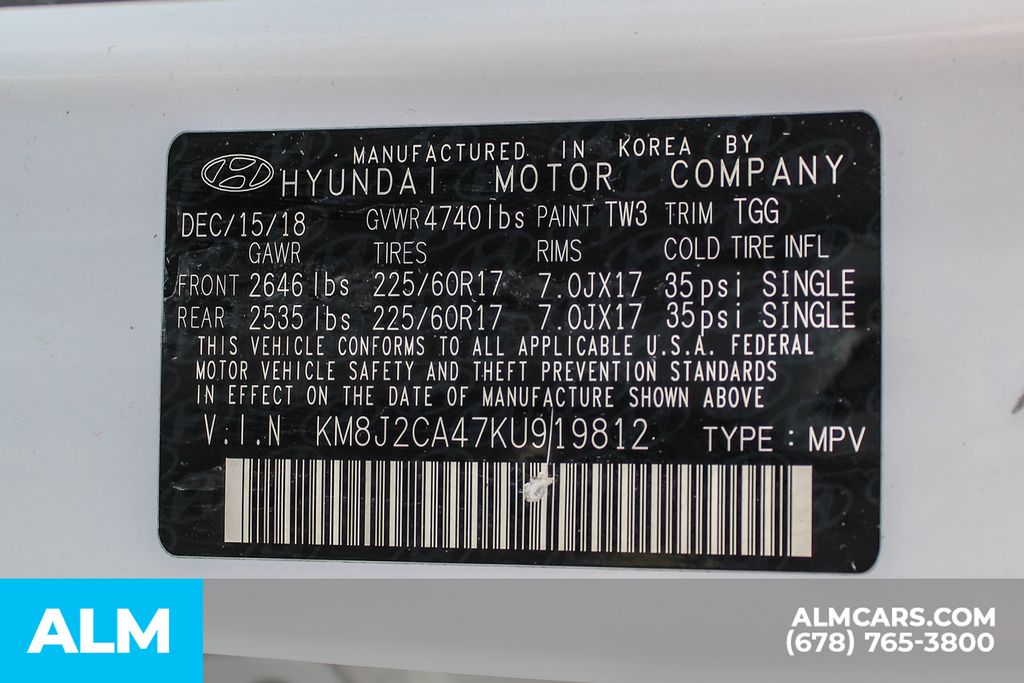 MANUFACTURED IN KOREA BY
HYUNDAI MOTOR COMPANY
DEC/15/18 GVWR 4740lbs PAINT TW3 TRIM TGG
GAWR TIRES RIMS COLD TIRE INFL
FRONT 2646 lbs 225/60R17 7.0JX17 35psi SINGLE
REAR 2535 lbs 225/60R17 7.0JX17 35psi SINGLE
THIS VEHICLE CONFORMS TO ALL APPLICABLE U.S.A. FEDERAL
MOTOR VEHICLE SAFETY AND THEFT PREVENTION STANDARDS
IN EFFECT ON THE DATE OF MANUFACTURE SHOWN ABOVE
V.I.N KM8J2CA47KU919812 TYPE : MPV
ALM
ALMCARS.COM
(678) 765-3800